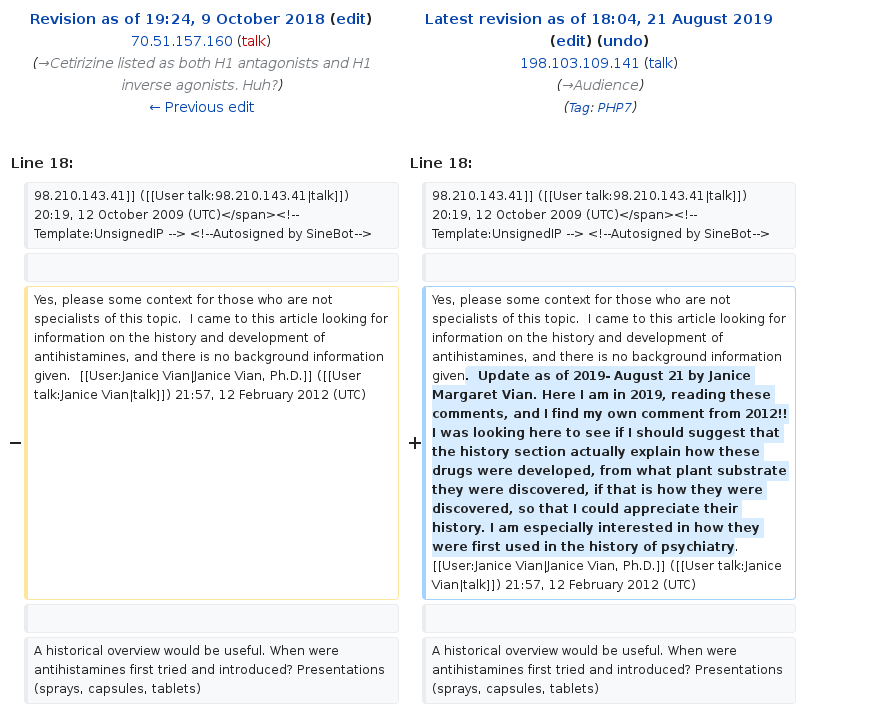 Revision as of 19:24, 9 October 2018 (edit)
70.51.157.160 (talk)
(→Cetirizine listed as both H1 antagonists and H1
inverse agonists. Huh?)
← Previous edit
Latest revision as of 18:04, 21 August 2019
(edit) (undo)
198.103.109.141 (talk)
(→Audience)
(Tag: PHP7)
Line 18:
Line 18:
98.210.143.41]] ([[User talk:98.210.143.41|talk]])
20:19, 12 October 2009 (UTC)</span><!--
Template:UnsignedIP --> <!--Autosigned by SineBot-->
98.210.143.41]] ([[User talk:98.210.143.41|talk]])
20:19, 12 October 2009 (UTC)</span><!--
Template:UnsignedIP --> <!--Autosigned by SineBot-->
−
Yes, please some context for those who are not
specialists of this topic.  I came to this article looking for
information on the history and development of
antihistamines, and there is no background information
given.  [[User:Janice Vian|Janice Vian, Ph.D.]] ([[User
talk:Janice Vian|talk]]) 21:57, 12 February 2012 (UTC)
+
Yes, please some context for those who are not
specialists of this topic.  I came to this article looking for
information on the history and development of
antihistamines, and there is no background information
given.  Update as of 2019- August 21 by Janice
Margaret Vian. Here I am in 2019, reading these
comments, and I find my own comment from 2012!!
I was looking here to see if I should suggest that
the history section actually explain how these
drugs were developed, from what plant substrate
they were discovered, if that is how they were
discovered, so that I could appreciate their
history. I am especially interested in how they
were first used in the history of psychiatry.
[[User:Janice Vian|Janice Vian, Ph.D.]] ([[User talk:Janice
Vian|talk]]) 21:57, 12 February 2012 (UTC)
A historical overview would be useful. When were
antihistamines first tried and introduced? Presentations
(sprays, capsules, tablets)
A historical overview would be useful. When were
antihistamines first tried and introduced? Presentations
(sprays, capsules, tablets)